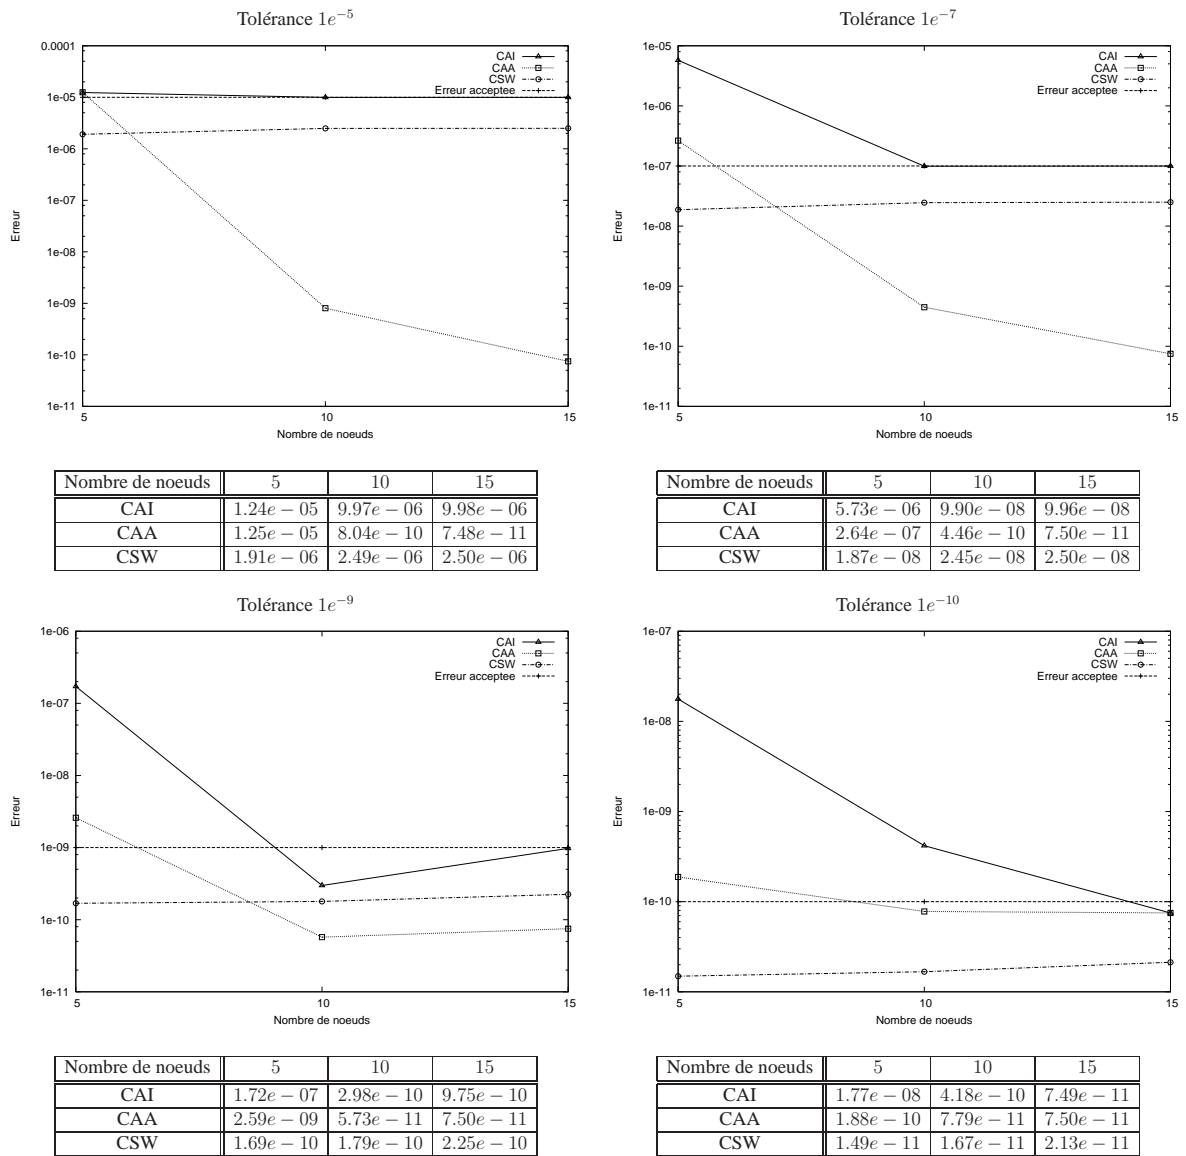 Tolérance 1e−5
0.0001
1e-05
1e-06
1e-07
1e-08
1e-09
1e-10
1e-11
5
10
15
Erreur
Nombre de noeuds
CAI
CAA
CSW
Erreur acceptee
Tolérance 1e−7
1e-05
1e-06
1e-07
1e-08
1e-09
1e-10
1e-11
5
10
15
Erreur
Nombre de noeuds
CAI
CAA
CSW
Erreur acceptee
Nombre de noeuds 5 10 15
CAI 1.24e − 05 9.97e − 06 9.98e − 06
CAA 1.25e − 05 8.04e − 10 7.48e − 11
CSW 1.91e − 06 2.49e − 06 2.50e − 06
Nombre de noeuds 5 10 15
CAI 5.73e − 06 9.90e − 08 9.96e − 08
CAA 2.64e − 07 4.46e − 10 7.50e − 11
CSW 1.87e − 08 2.45e − 08 2.50e − 08
Tolérance 1e−9
1e-06
1e-07
1e-08
1e-09
1e-10
1e-11
5
10
15
Erreur
Nombre de noeuds
CAI
CAA
CSW
Erreur acceptee
Tolérance 1e−10
1e-07
1e-08
1e-09
1e-10
1e-11
5
10
15
Erreur
Nombre de noeuds
CAI
CAA
CSW
Erreur acceptee
Nombre de noeuds 5 10 15
CAI 1.72e − 07 2.98e − 10 9.75e − 10
CAA 2.59e − 09 5.73e − 11 7.50e − 11
CSW 1.69e − 10 1.79e − 10 2.25e − 10
Nombre de noeuds 5 10 15
CAI 1.77e − 08 4.18e − 10 7.49e − 11
CAA 1.88e − 10 7.79e − 11 7.50e − 11
CSW 1.49e − 11 1.67e − 11 2.13e − 11